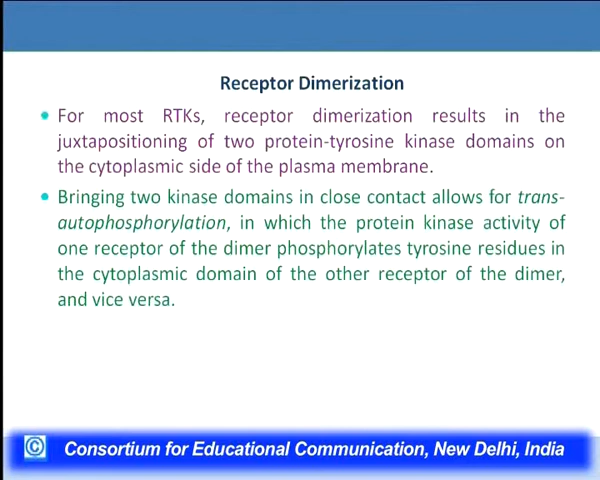 Receptor Dimerization
For most RTKs, receptor dimerization results in the
juxtapositioning of two protein-tyrosine kinase domains on
the cytoplasmic side of the plasma membrane.
Bringing two kinase domains in close contact allows for trans-
autophosphorylation, in which the protein kinase activity of
one receptor of the dimer phosphorylates tyrosine residues in
the cytoplasmic domain of the other receptor of the dimer,
and vice versa.
© Consortium for Educational Communication, New Delhi, India